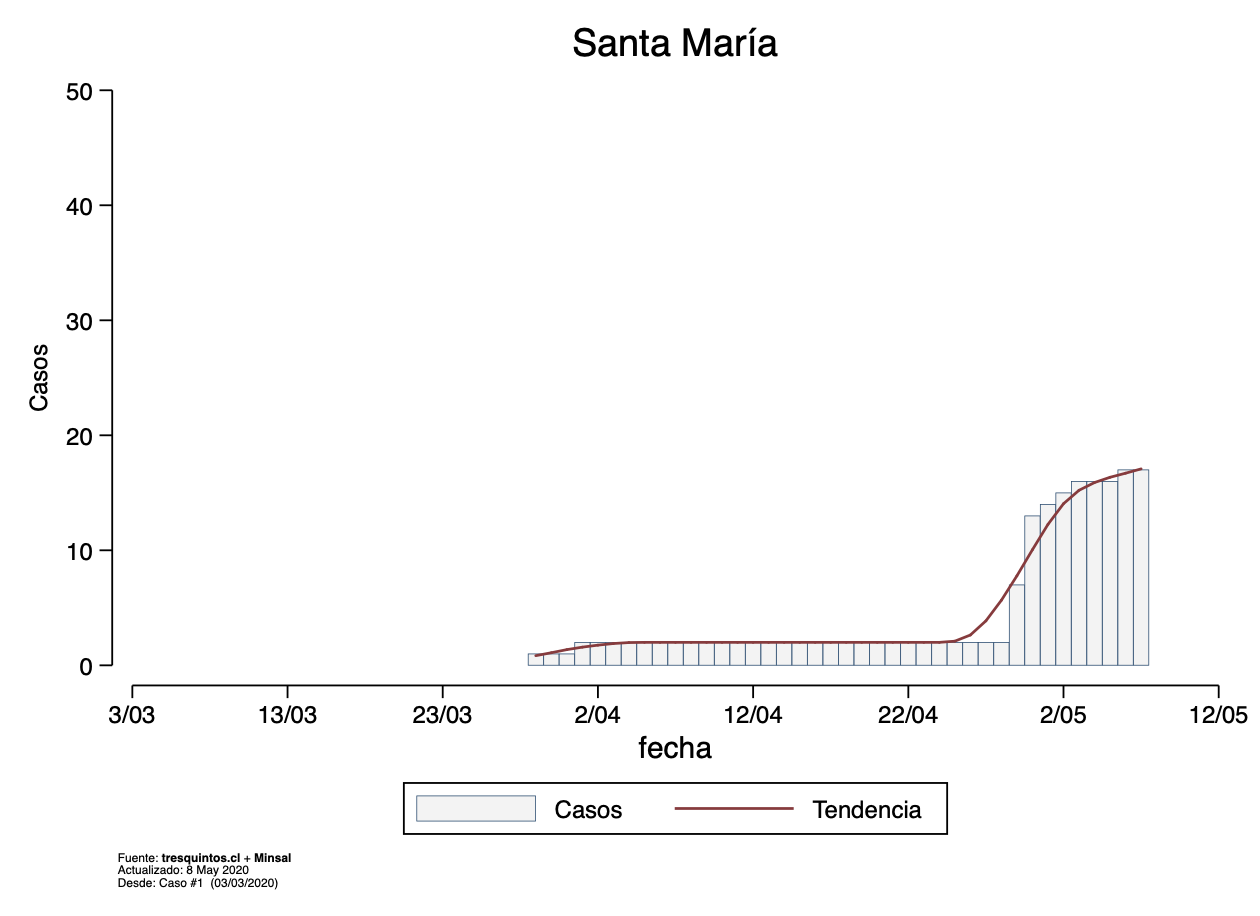 Santa María
50
40
30
20
10
0
Casos
3/03 13/03 23/03 2/04 12/04 22/04 2/05 12/05
fecha
Casos Tendencia
Fuente: tresquintos.cl + Minsal
Actualizado: 8 May 2020
Desde: Caso #1 (03/03/2020)